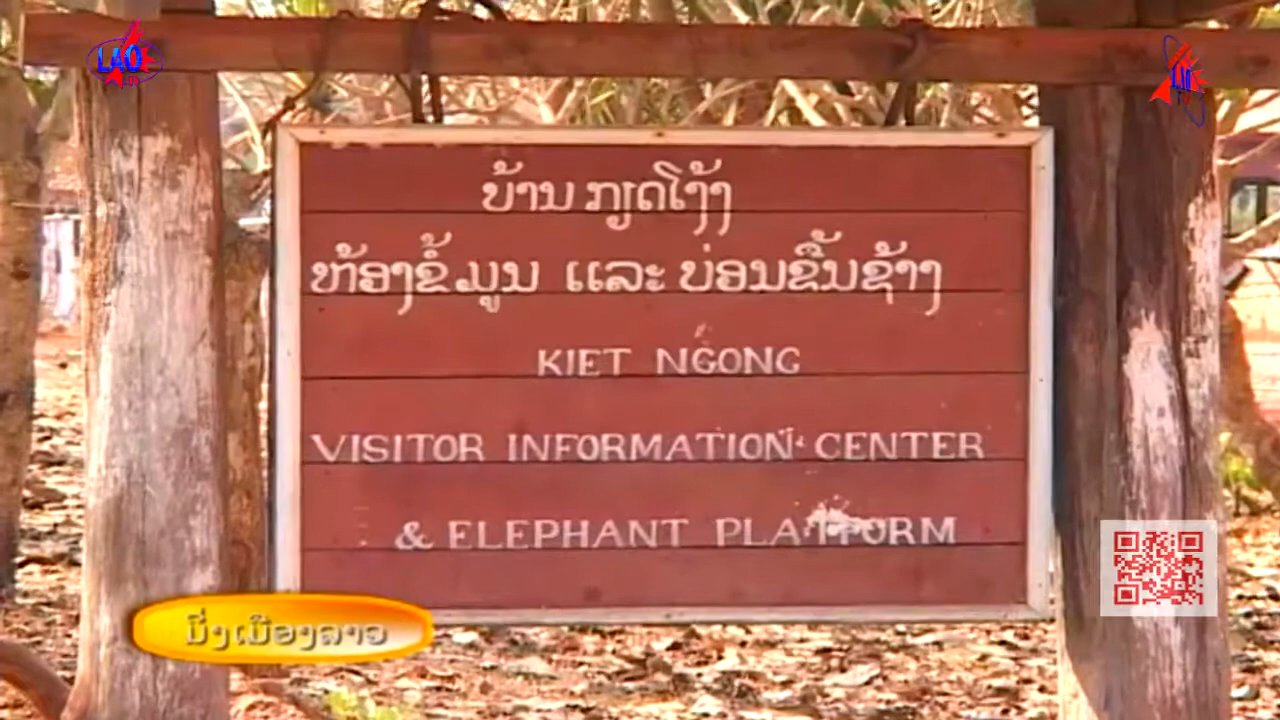 LAO
ບ້ານ ກຽດໂງ້ງ
ຫ້ອງຂໍ້ມູນ ແລະ ບ່ອນຂື້ນຊ້າງ
KIET NGONG
VISITOR INFORMATION CENTER
& ELEPHANT PLATFORM
ມິ່ງເມືອງລາວ